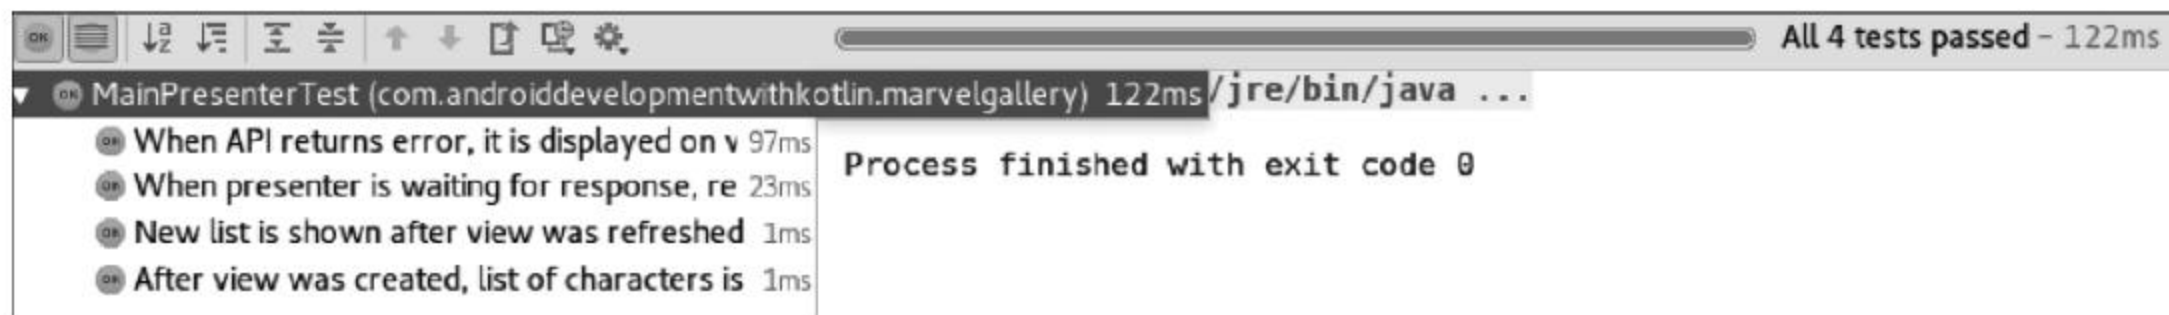 All 4 tests passed – 122ms
MainPresenterTest (com.androiddevelopmentwithkotlin.marvelgallery) 122ms /jre/bin/java ...
When API returns error, it is displayed on v 97ms
When presenter is waiting for response, re 23ms
New list is shown after view was refreshed 1ms
After view was created, list of characters is 1ms
Process finished with exit code 0